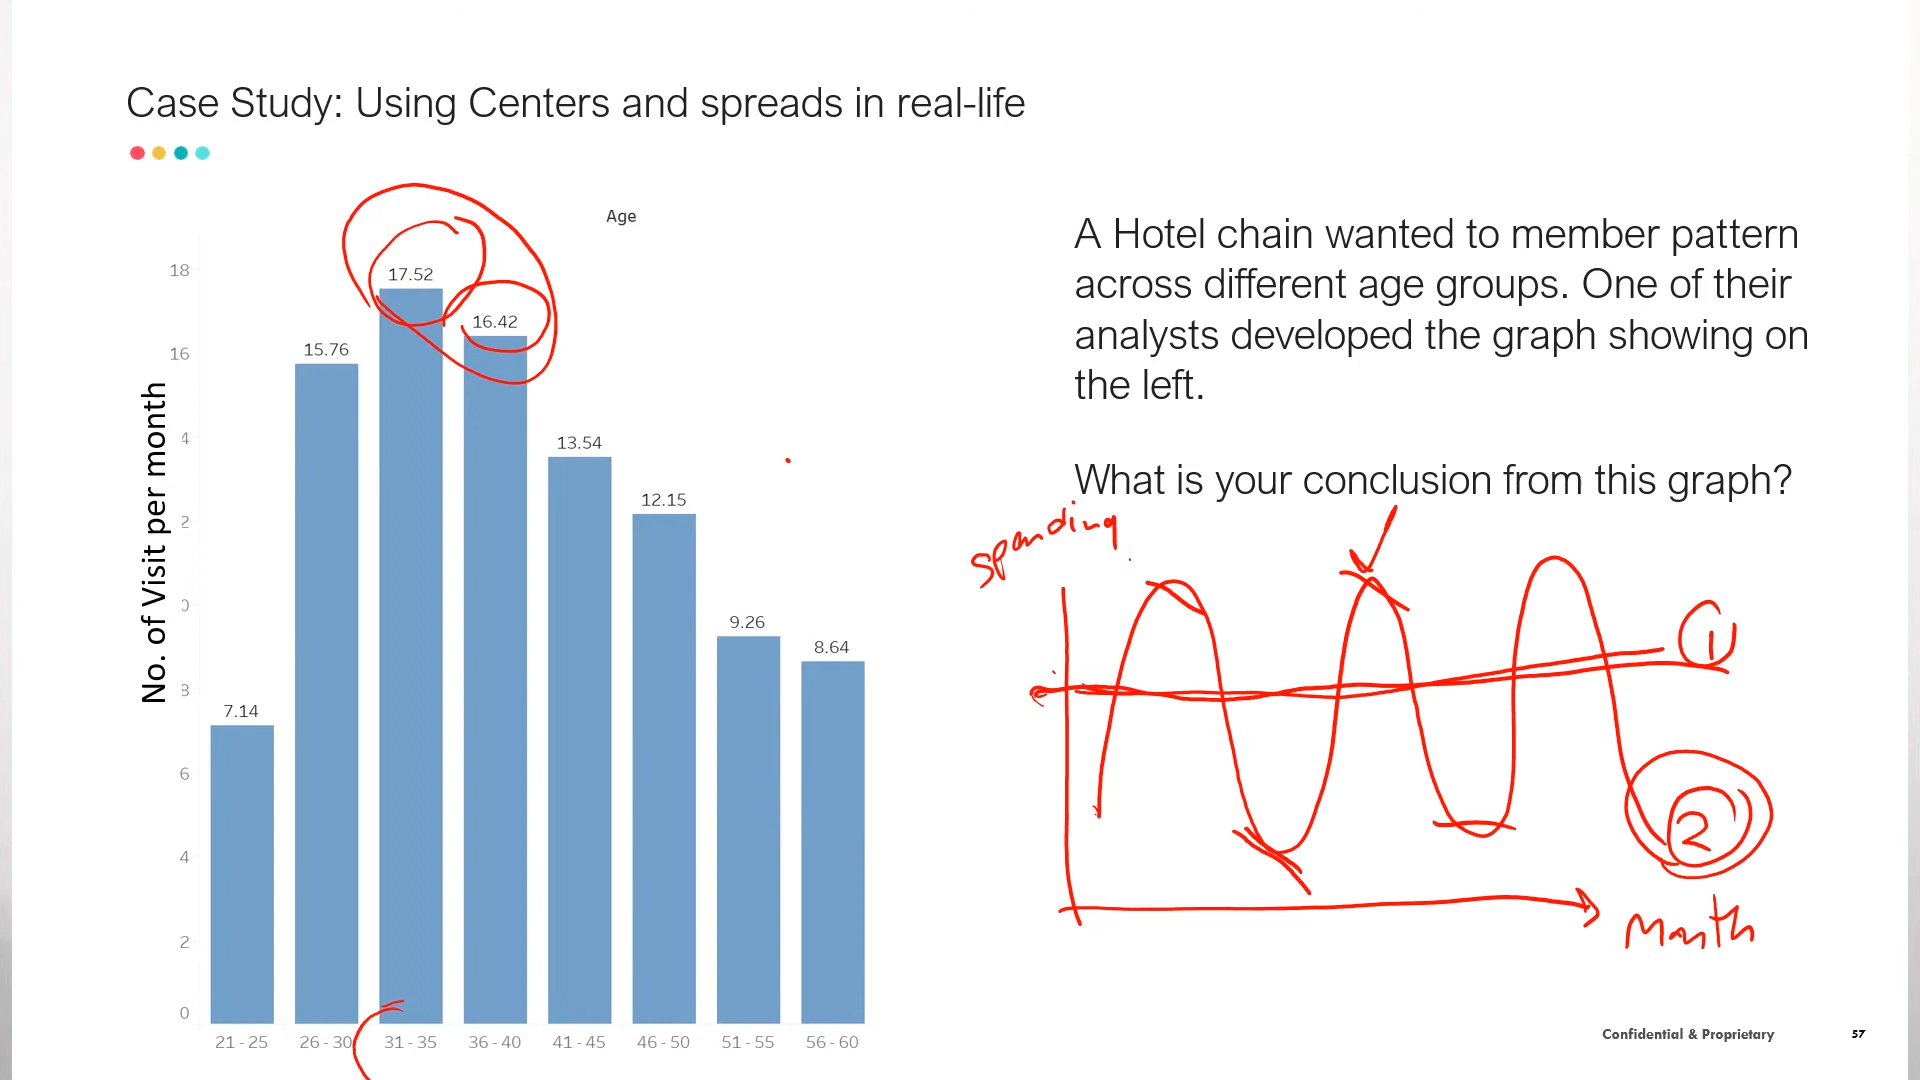 Case Study: Using Centers and spreads in real-life
Age
No. of Visit per month
18
16
4
2
0
8
6
4
2
0
7.14
15.76
17.52
16.42
13.54
12.15
9.26
8.64
21 - 25
26 - 30
31 - 35
36 - 40
41 - 45
46 - 50
51 - 55
56 - 60
A Hotel chain wanted to member pattern
across different age groups. One of their
analysts developed the graph showing on
the left.
What is your conclusion from this graph?
spending
1
2
Month
Confidential & Proprietary
57